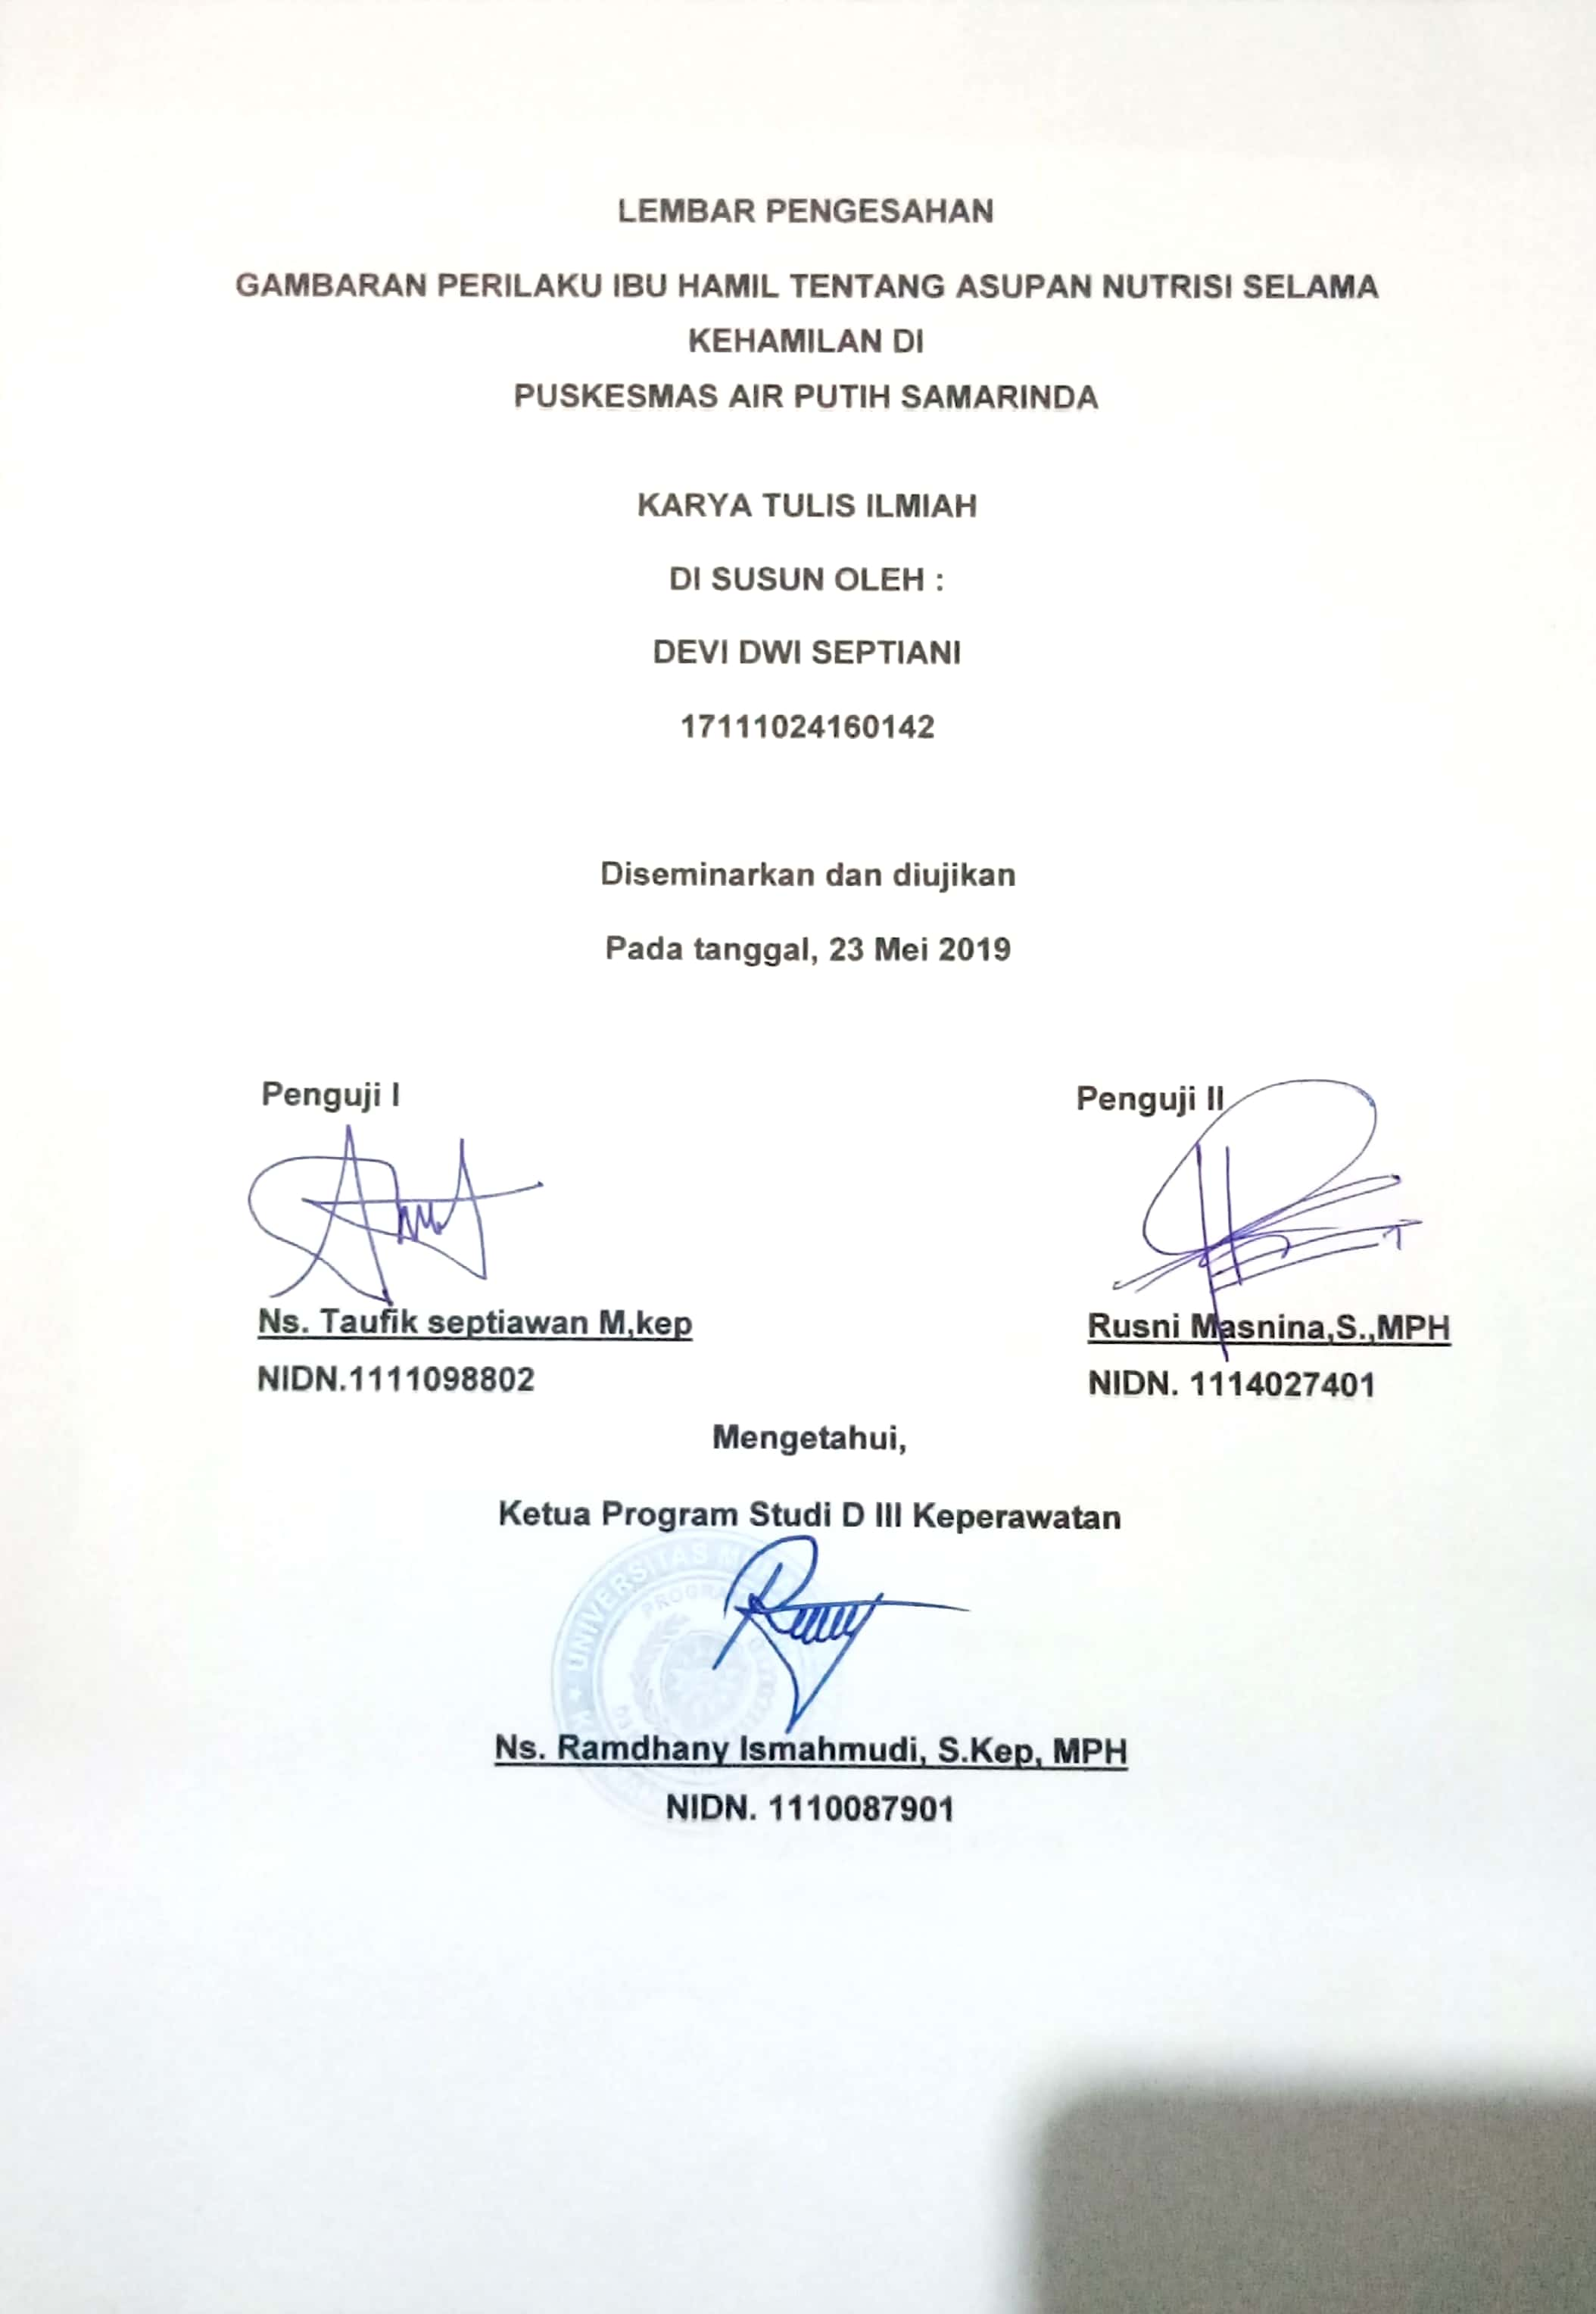 LEMBAR PENGESAHAN
GAMBARAN PERILAKU IBU HAMIL TENTANG ASUPAN NUTRISI SELAMA
KEHAMILAN DI
PUSKESMAS AIR PUTIH SAMARINDA
KARYA TULIS ILMIAH
DI SUSUN OLEH :
DEVI DWI SEPTIANI
17111024160142
Diseminarkan dan diujikan
Pada tanggal, 23 Mei 2019
Penguji I
Penguji II
Ns. Taufik septiawan M,kep
Rusni Masnina,S.,MPH
NIDN.1111098802
NIDN. 1114027401
Mengetahui,
Ketua Program Studi D III Keperawatan
UNIVERSITAS
Ns. Ramdhany Ismahmudi, S.Kep, MPH
NIDN. 1110087901